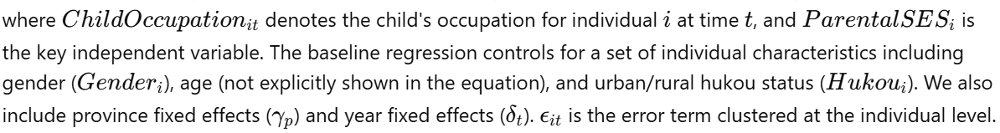 where ChildOccupation_{it} denotes the child's occupation for individual i at time t, and ParentalSES_i is
the key independent variable. The baseline regression controls for a set of individual characteristics including
gender (Gender_i), age (not explicitly shown in the equation), and urban/rural hukou status (Hukou_i). We also
include province fixed effects (γ_p) and year fixed effects (δ_t). ϵ_{it} is the error term clustered at the individual level.